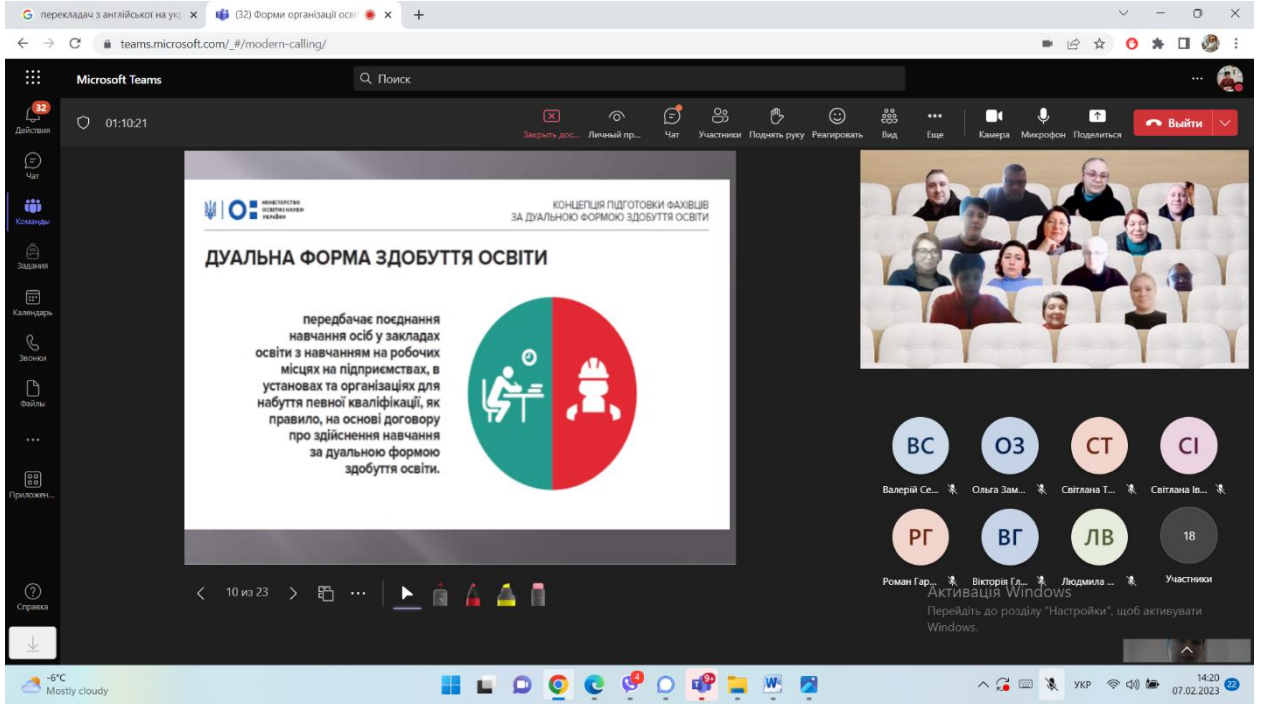 перекладач з англійської на укр
(32) Форми організації осві
teams.microsoft.com/_#/modern-calling/
Microsoft Teams
Поиск
32
Действия
Чат
Команды
Задания
Календарь
Звонки
Файлы
Приложен...
Справка
01:10:21
Закрыть дос...
Личный пр...
Чат
Участники
Поднять руку
Реагировать
Вид
Еще
Камера
Микрофон
Поделиться
Выйти
МІНІСТЕРСТВО
ОСВІТИ І НАУКИ
УКРАЇНИ
КОНЦЕПЦІЯ ПІДГОТОВКИ ФАХІВЦІВ
ЗА ДУАЛЬНОЮ ФОРМОЮ ЗДОБУТТЯ ОСВІТИ
ДУАЛЬНА ФОРМА ЗДОБУТТЯ ОСВІТИ
передбачає поєднання
навчання осіб у закладах
освіти з навчанням на робочих
місцях на підприємствах, в
установах та організаціях для
набуття певної кваліфікації, як
правило, на основі договору
про здійснення навчання
за дуальною формою
здобуття освіти.
10 из 23
ВС
ОЗ
СТ
СІ
Валерій Се...
Ольга Зам...
Світлана Т...
Світлана Ів...
РГ
ВГ
ЛВ
18
Роман Гар...
Вікторія Гл...
Людмила ...
Участники
Активація Windows
Перейдіть до розділу "Настройки", щоб активувати
Windows.
-6°C
Mostly cloudy
4
9+
УКР
14:20
07.02.2023
22